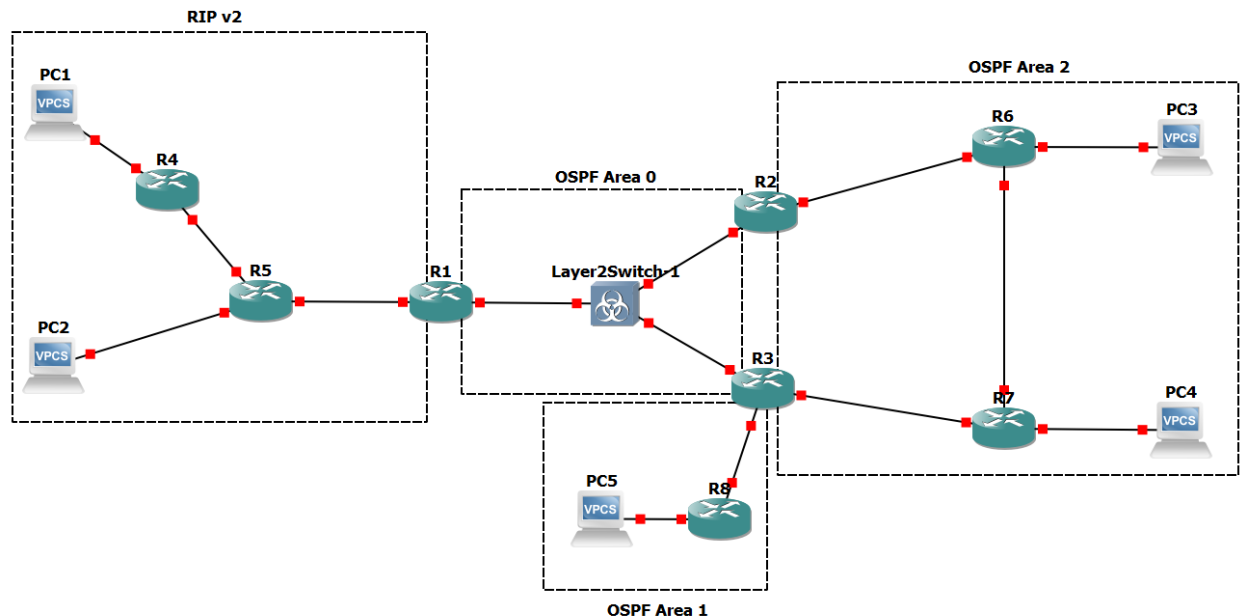 RIP v2
PC1
VPCS
R4
R5
PC2
VPCS
R1
OSPF Area 0
Layer2Switch-1
R2
R3
OSPF Area 2
R6
PC3
VPCS
R7
PC4
VPCS
PC5
VPCS
R8
OSPF Area 1